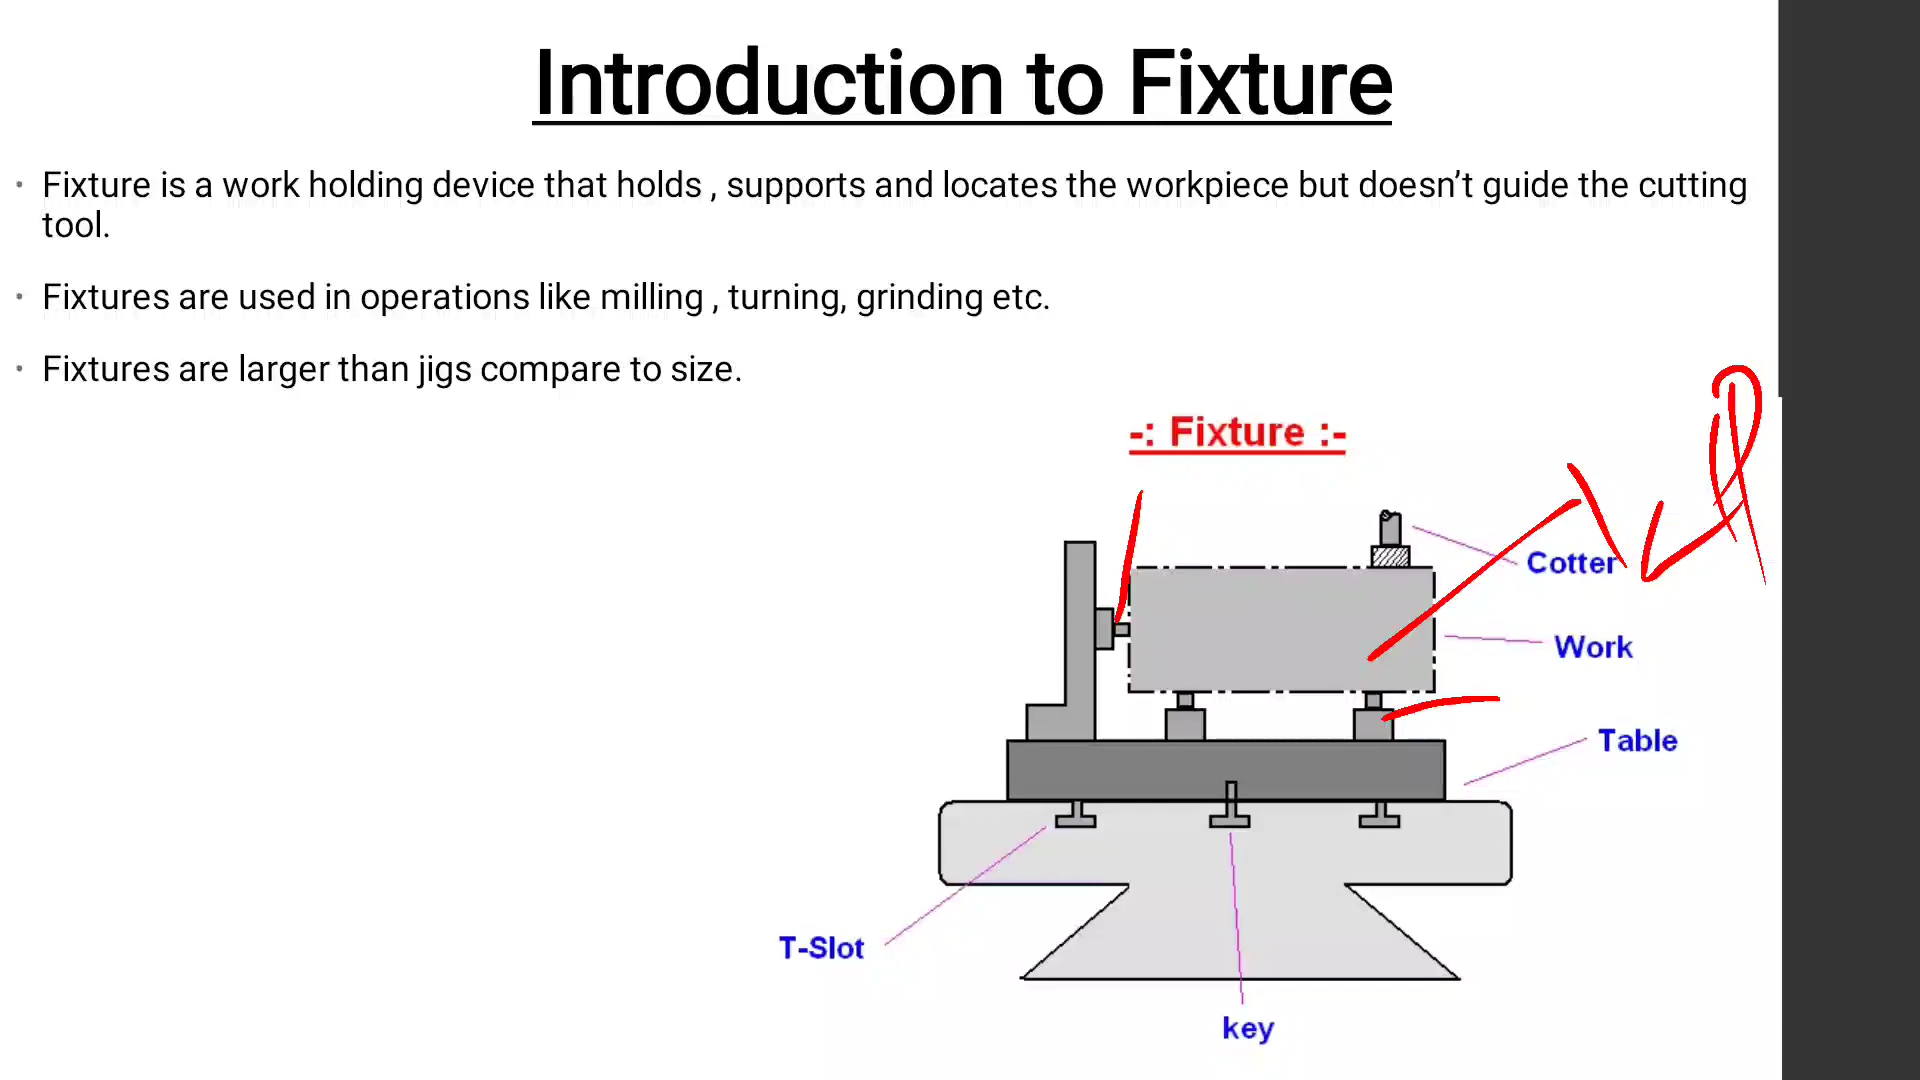 Introduction to Fixture
• Fixture is a work holding device that holds , supports and locates the workpiece but doesn’t guide the cutting
tool.
• Fixtures are used in operations like milling , turning, grinding etc.
• Fixtures are larger than jigs compare to size.
-: Fixture :-
Cotter
Work
Table
T-Slot
key